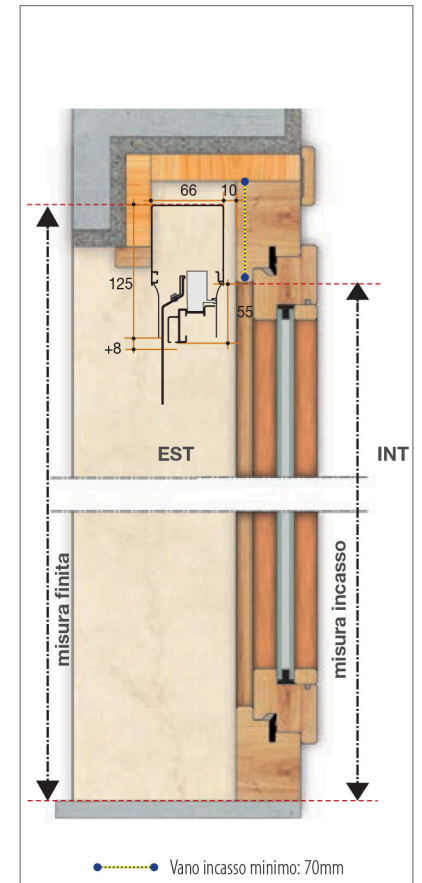 66 10
125
55
+8
EST
INT
misura finita
misura incasso
Vano incasso minimo: 70mm